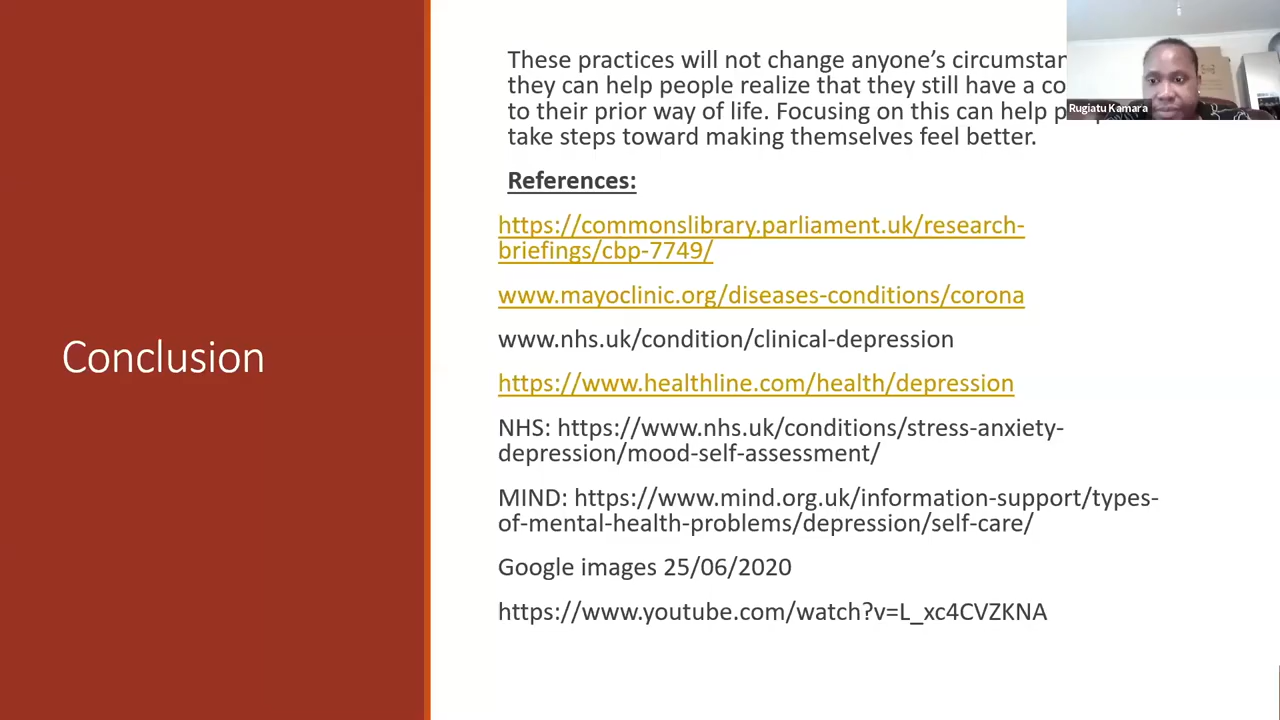 These practices will not change anyone's
they can help people realize that they still have a
to their prior way of life. Focusing on this can help
take steps toward making themselves feel better.
Rugiatu Kamara
References:
https://commonslibrary.parliament.uk/research-
briefings/cbp-7749/
www.mayoclinic.org/diseases-conditions/corona
www.nhs.uk/condition/clinical-depression
Conclusion
https://www.healthline.com/health/depression
NHS: https://www.nhs.uk/conditions/stress-anxiety-
depression/mood-self-assessment/
MIND: https://www.mind.org.uk/information-support/types-
of-mental-health-problems/depression/self-care/
Google images 25/06/2020
https://www.youtube.com/watch?v=L_xc4CVZKNA